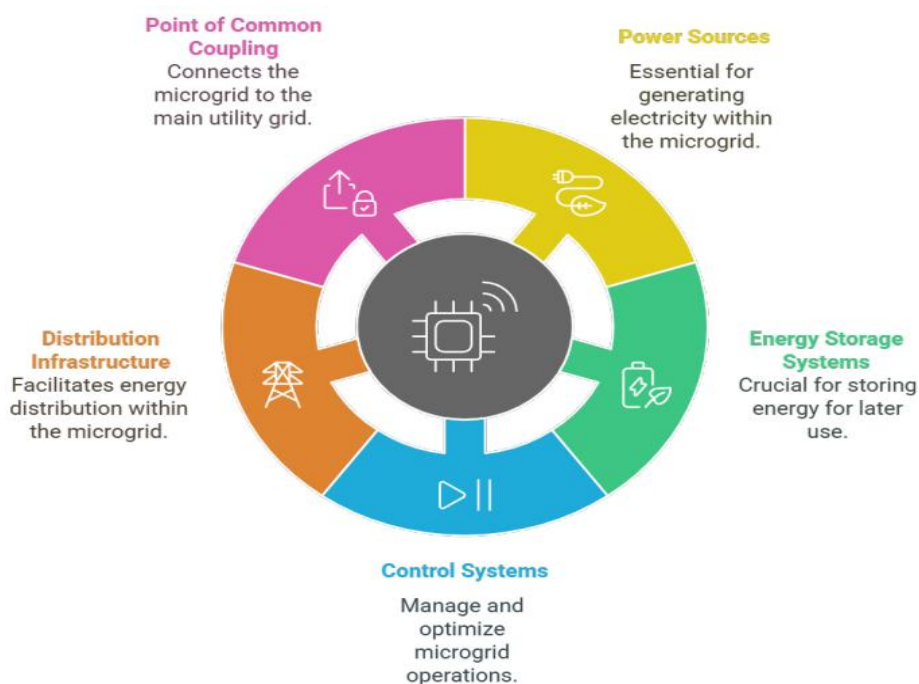 Point of Common
Coupling
Connects the
microgrid to the
main utility grid.
Power Sources
Essential for
generating
electricity within
the microgrid.
Distribution
Infrastructure
Facilitates energy
distribution within
the microgrid.
Energy Storage
Systems
Crucial for storing
energy for later
use.
Control Systems
Manage and
optimize
microgrid
operations.